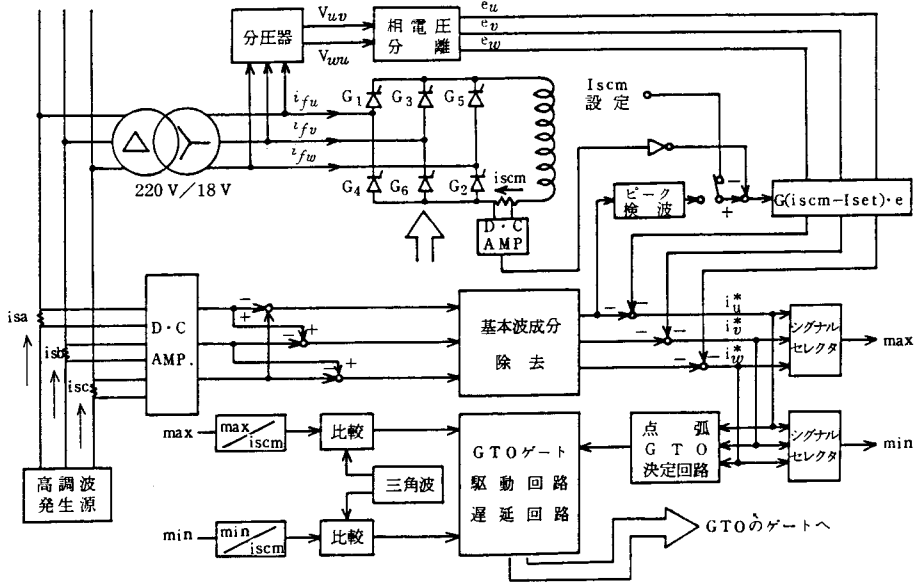 分圧器
Vuv
Vwu
相電圧
分離
eu
ev
ew
ifu
ifv
ifw
220V/18V
G1
G3
G5
G4
G6
G2
iscm
D・C
AMP
Iscm
設定
ピーク
検波
－
＋
G(iscm−Iset)・e
isa
isb
isc
D・C
AMP.
－
＋
－
＋
－
＋
基本波成分
除去
－
－
－
－
－
－
iu*
iv*
iw*
シグナル
セレクタ
max
シグナル
セレクタ
min
点弧
GTO
決定回路
max
max/iscm
比較
三角波
min
min/iscm
比較
GTOゲート
駆動回路
遅延回路
GTOのゲートへ
高調波
発生源